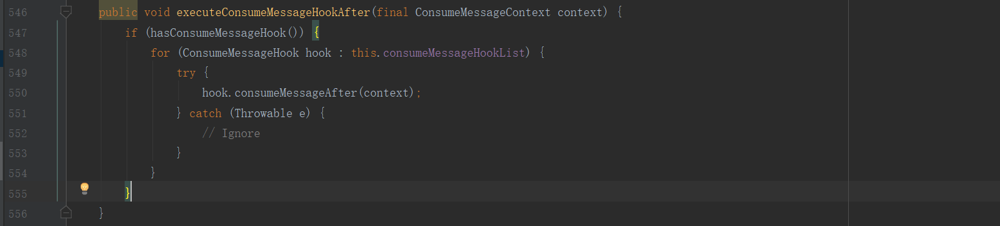 546 public void executeConsumeMessageHookAfter(final ConsumeMessageContext context) {
547 if (hasConsumeMessageHook()) {
548 for (ConsumeMessageHook hook : this.consumeMessageHookList) {
549 try {
550 hook.consumeMessageAfter(context);
551 } catch (Throwable e) {
552 // Ignore
553 }
554 }
555 }
556 }